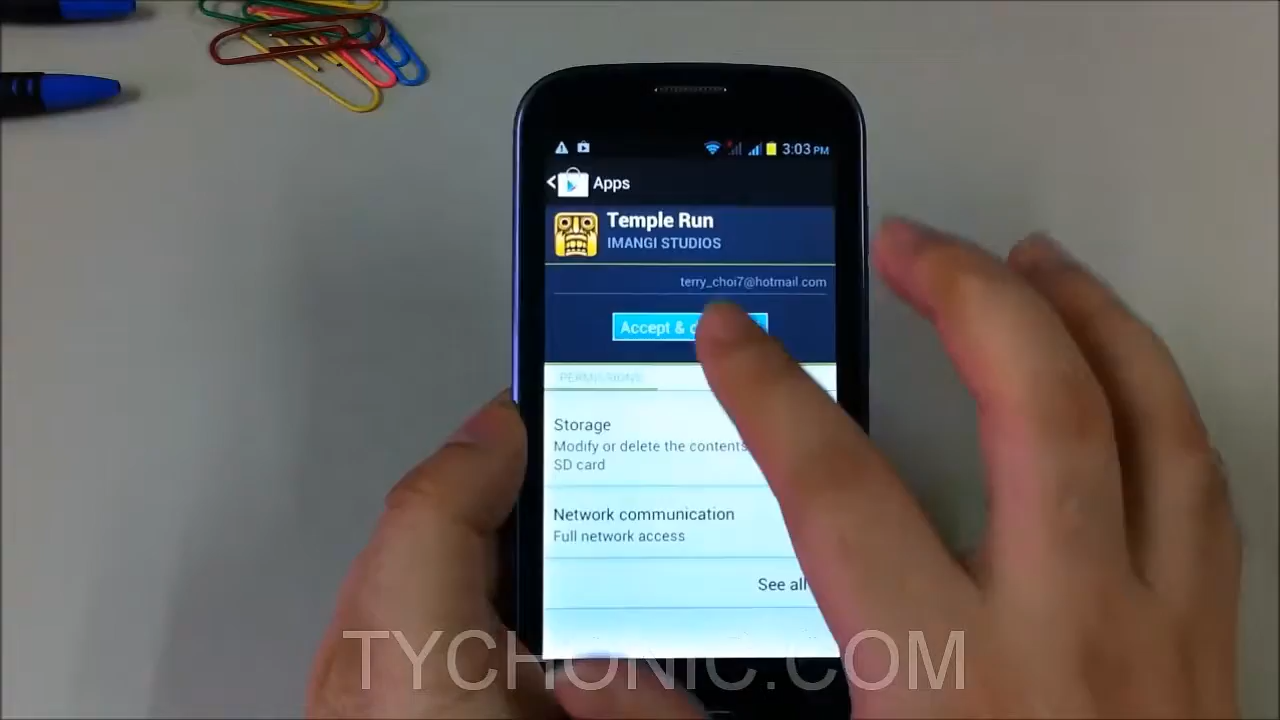 3:03 PM
Apps
Temple Run
IMANGI STUDIOS
terry_choi7@hotmail.com
Accept &
PERMISSIONS
Storage
Modify or delete the contents
SD card
Network communication
Full network access
See all
TYCHONIC.COM